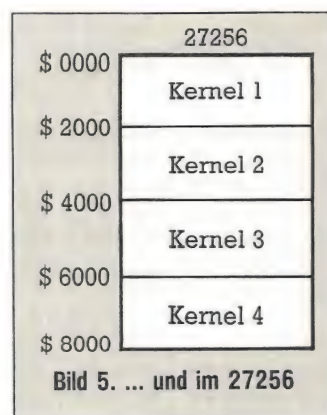 27256
$ 0000
Kernel 1
$ 2000
Kernel 2
$ 4000
Kernel 3
$ 6000
Kernel 4
$ 8000
Bild 5. ... und im 27256